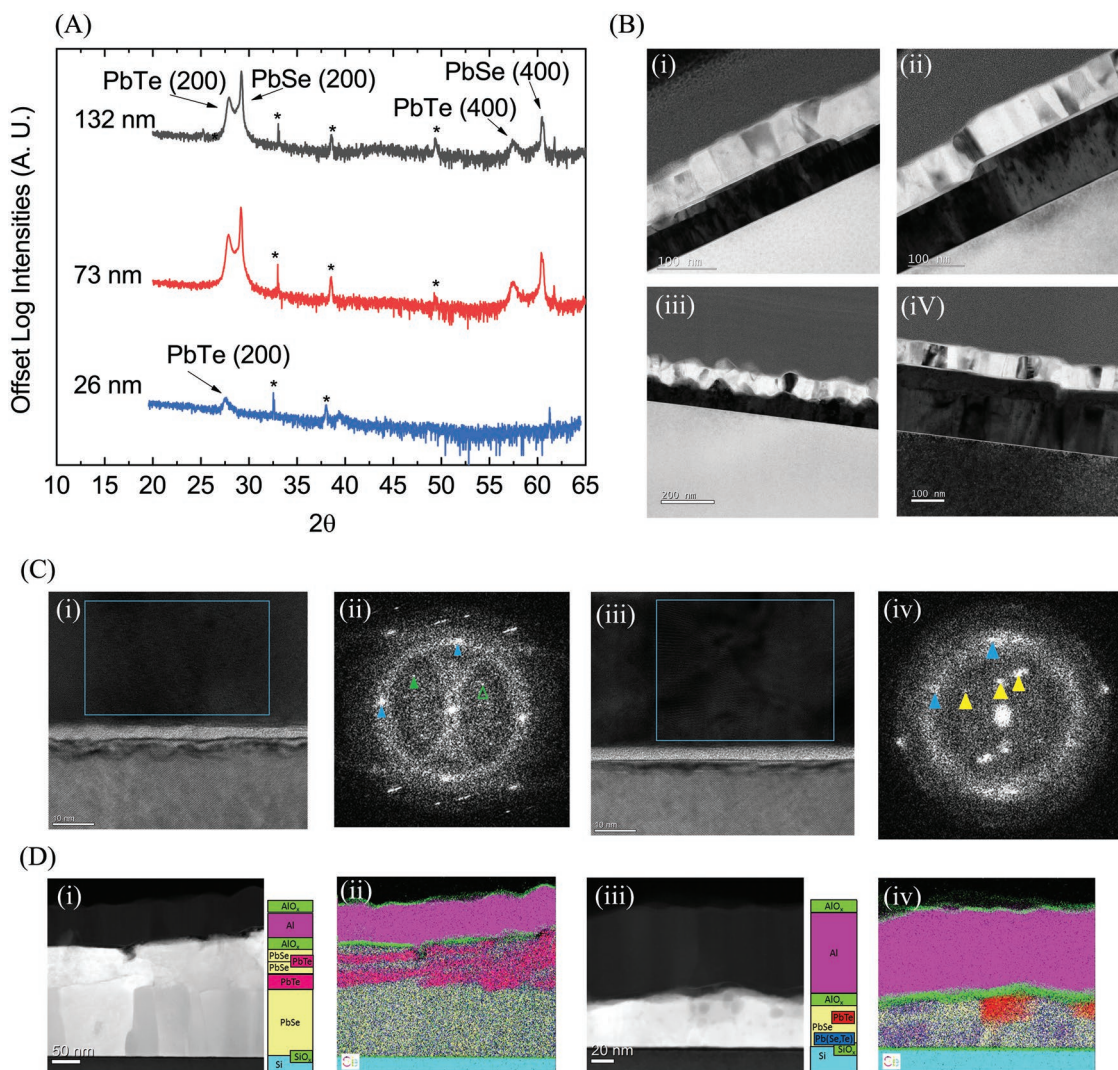 (A)
PbTe (200)
PbSe (200)
PbSe (400)
PbTe (400)
132 nm
*
*
*
*
73 nm
*
*
*
PbTe (200)
26 nm
*
*
Offset Log Intensities (A. U.)
10 15 20 25 30 35 40 45 50 55 60 65
2θ
(B)
(i)
100 nm
(ii)
100 nm
(iii)
200 nm
(iV)
100 nm
(C)
(i)
10 nm
(ii)
(iii)
10 nm
(iv)
(D)
(i)
50 nm
AlOₓ
Al
AlOₓ
PbSe
PbTe
PbSe
PbTe
PbSe
SiOₓ
Si
(ii)
(iii)
20 nm
AlOₓ
Al
AlOₓ
PbTe
PbSe
Pb(Se,Te)
SiOₓ
Si
(iv)